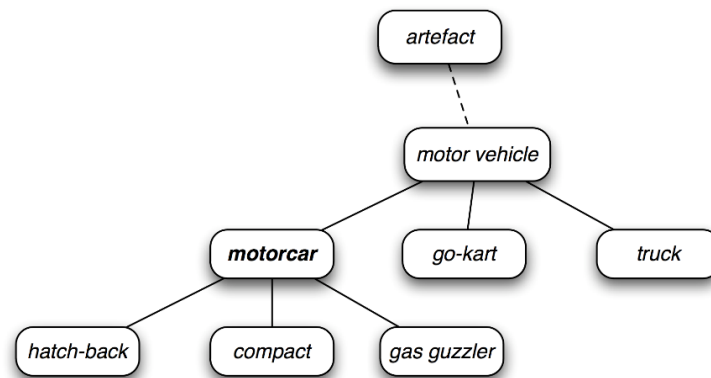 artefact
motor vehicle
motorcar
go-kart
truck
hatch-back
compact
gas guzzler